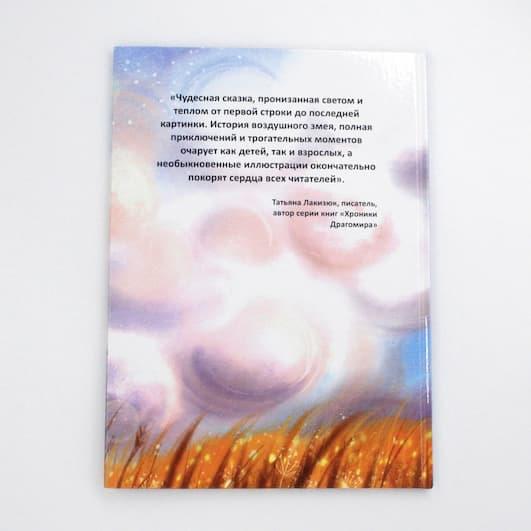 «Чудесная сказка, пронизанная светом и
теплом от первой строки до последней
картинки. История воздушного змея, полная
приключений и трогательных моментов
очарует как детей, так и взрослых, а
необыкновенные иллюстрации окончательно
покорят сердца всех читателей».
Татьяна Лакизюк, писатель,
автор серии книг «Хроники
Драгомира»